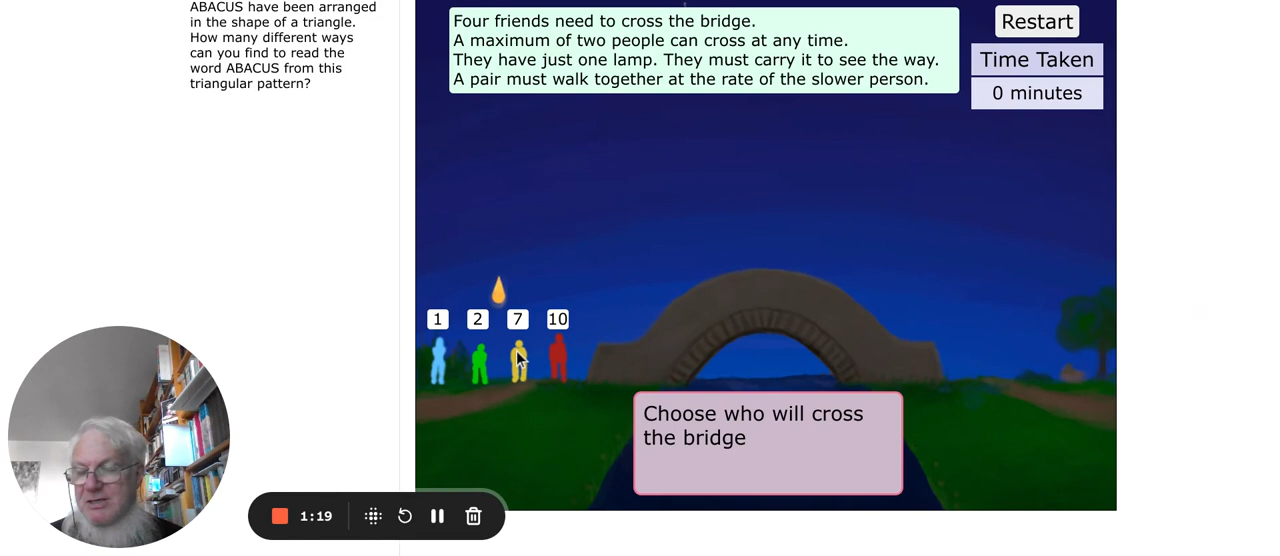 ABACUS have been arranged
in the shape of a triangle.
How many different ways
can you find to read the
word ABACUS from this
triangular pattern?
Four friends need to cross the bridge.
A maximum of two people can cross at any time.
They have just one lamp. They must carry it to see the way.
A pair must walk together at the rate of the slower person.
Restart
Time Taken
0 minutes
1 2 7 10
Choose who will cross
the bridge
1:19